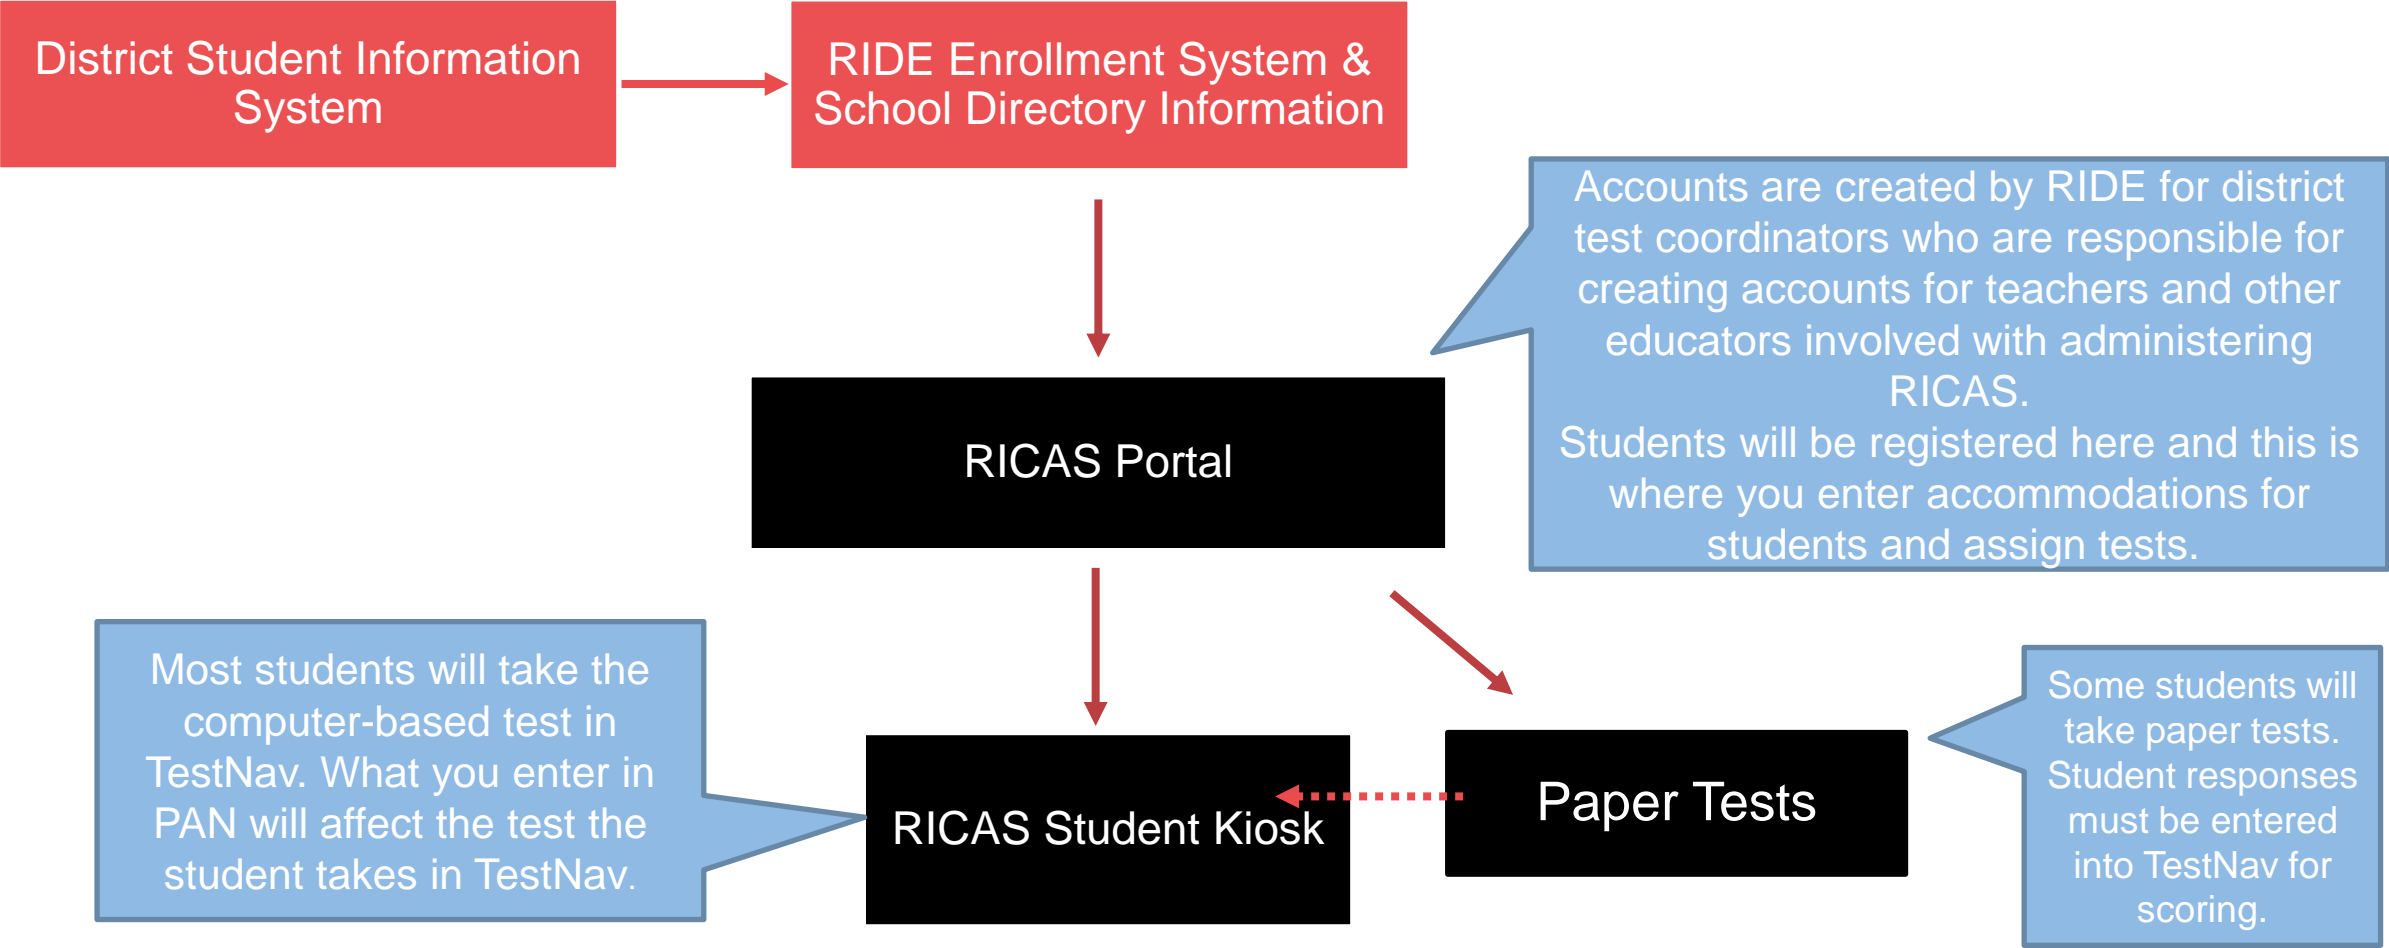 District Student Information
System
RIDE Enrollment System &
School Directory Information
Accounts are created by RIDE for district
test coordinators who are responsible for
creating accounts for teachers and other
educators involved with administering
RICAS.
Students will be registered here and this is
where you enter accommodations for
students and assign tests.
RICAS Portal
Most students will take the
computer-based test in
TestNav. What you enter in
PAN will affect the test the
student takes in TestNav.
RICAS Student Kiosk
Paper Tests
Some students will
take paper tests.
Student responses
must be entered
into TestNav for
scoring.